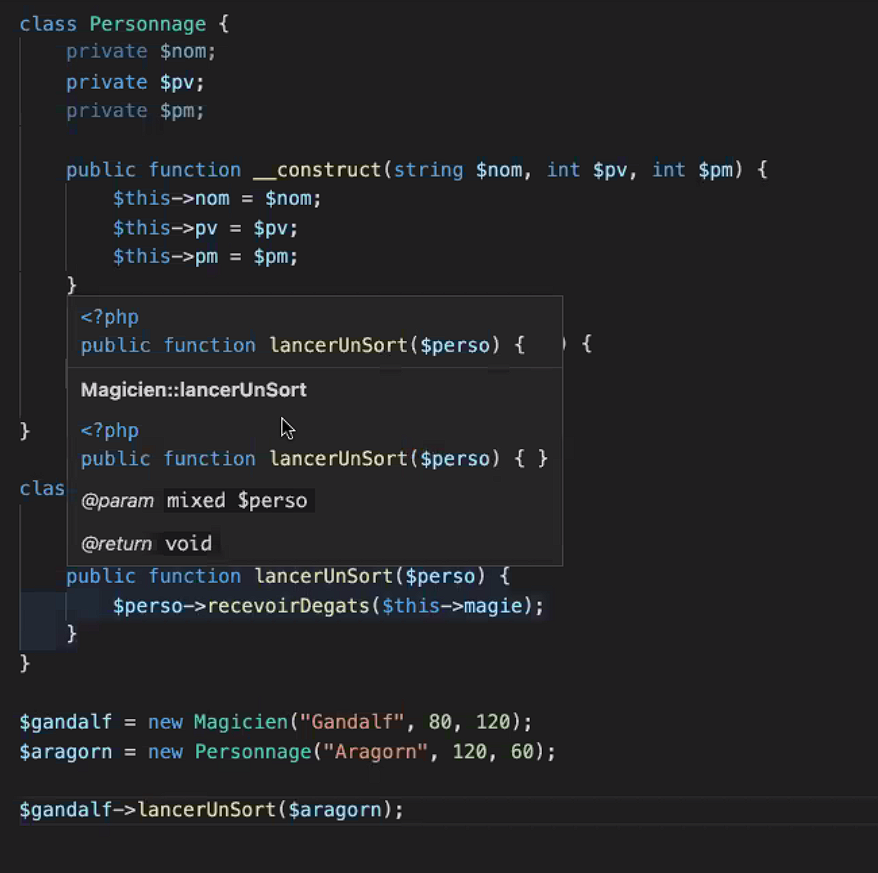 class Personnage {
private $nom;
private $pv;
private $pm;
public function __construct(string $nom, int $pv, int $pm) {
$this->nom = $nom;
$this->pv = $pv;
$this->pm = $pm;
}
<?php
public function lancerUnSort($perso) { ) {
Magicien::lancerUnSort
}
<?php
public function lancerUnSort($perso) { }
clas
@param mixed $perso
@return void
public function lancerUnSort($perso) {
$perso->recevoirDegats($this->magie);
}
}
$gandalf = new Magicien("Gandalf", 80, 120);
$aragorn = new Personnage("Aragorn", 120, 60);
$gandalf->lancerUnSort($aragorn);